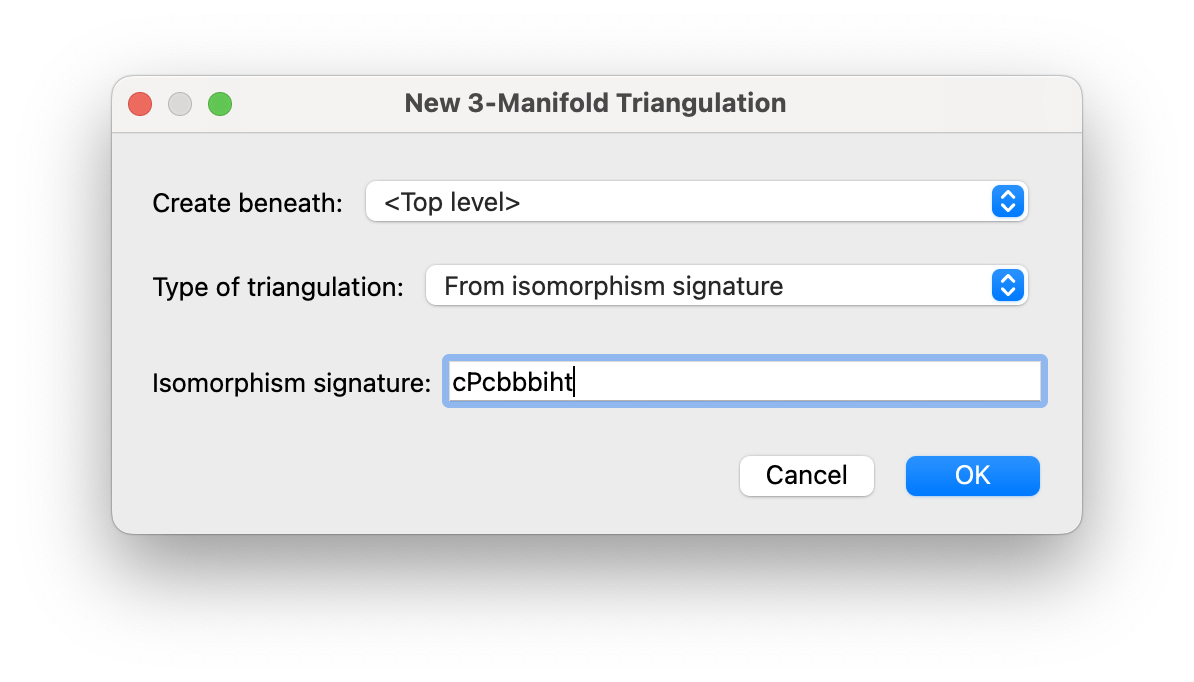 New 3-Manifold Triangulation
Create beneath: <Top level>
Type of triangulation: From isomorphism signature
Isomorphism signature: cPcbbbiht
Cancel OK